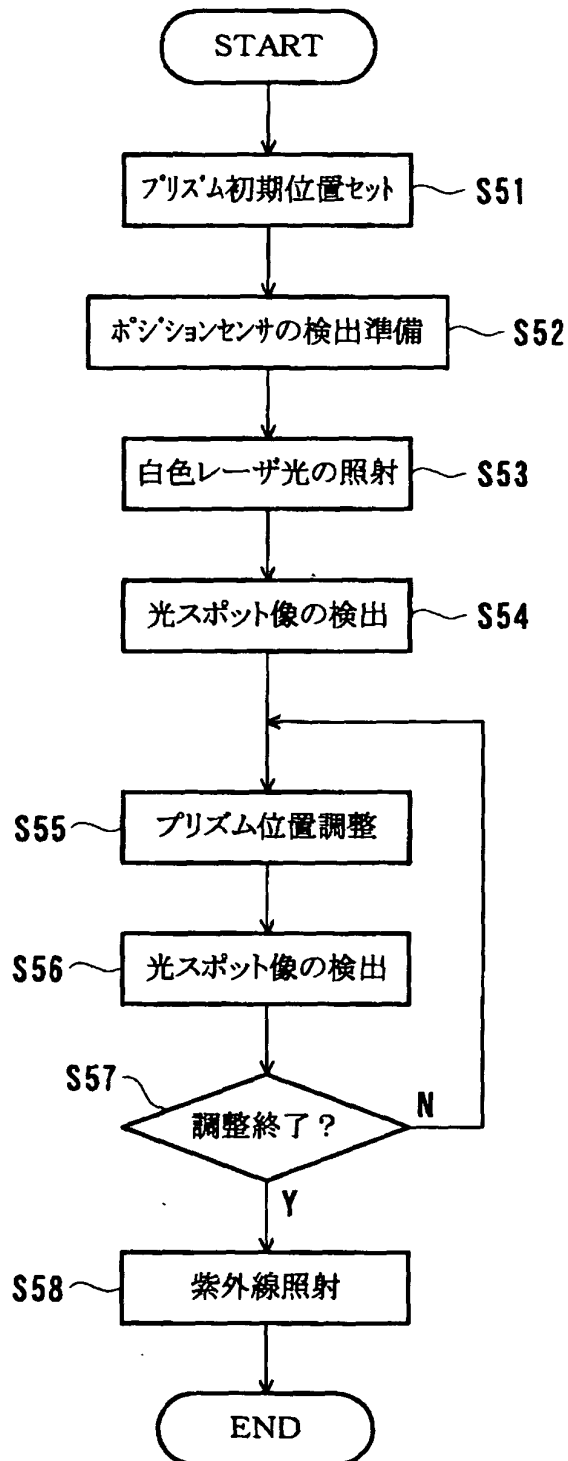 START
プリズム初期位置セット S51
ポジションセンサの検出準備 S52
白色レーザ光の照射 S53
光スポット像の検出 S54
S55 プリズム位置調整
S56 光スポット像の検出
S57
調整終了？ N
Y
S58 紫外線照射
END